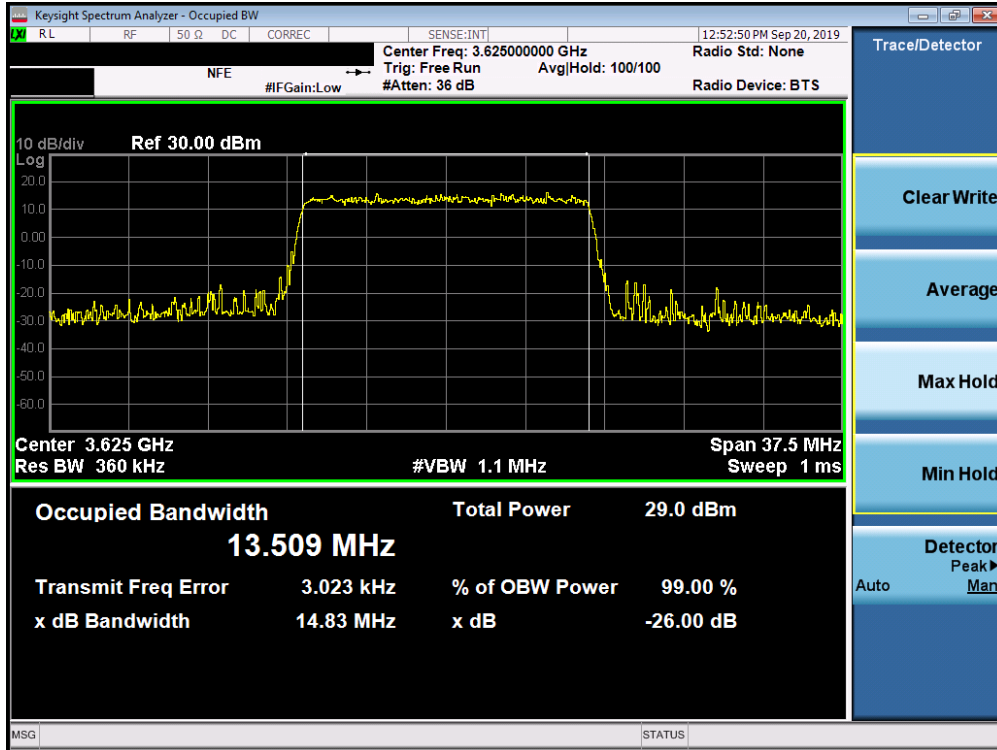 Keysight Spectrum Analyzer - Occupied BW
LXI RL RF 50 Ω DC CORREC SENSE:INT 12:52:50 PM Sep 20, 2019
Center Freq: 3.625000000 GHz Radio Std: None
NFE Trig: Free Run Avg|Hold: 100/100
#IFGain:Low #Atten: 36 dB Radio Device: BTS
Trace/Detector
10 dB/div Ref 30.00 dBm
Log
20.0
10.0
0.00
-10.0
-20.0
-30.0
-40.0
-50.0
-60.0
Center 3.625 GHz Span 37.5 MHz
Res BW 360 kHz #VBW 1.1 MHz Sweep 1 ms
Occupied Bandwidth Total Power 29.0 dBm
13.509 MHz
Transmit Freq Error 3.023 kHz % of OBW Power 99.00 %
x dB Bandwidth 14.83 MHz x dB -26.00 dB
Clear Write
Average
Max Hold
Min Hold
Detector
Peak
Auto Man
MSG STATUS